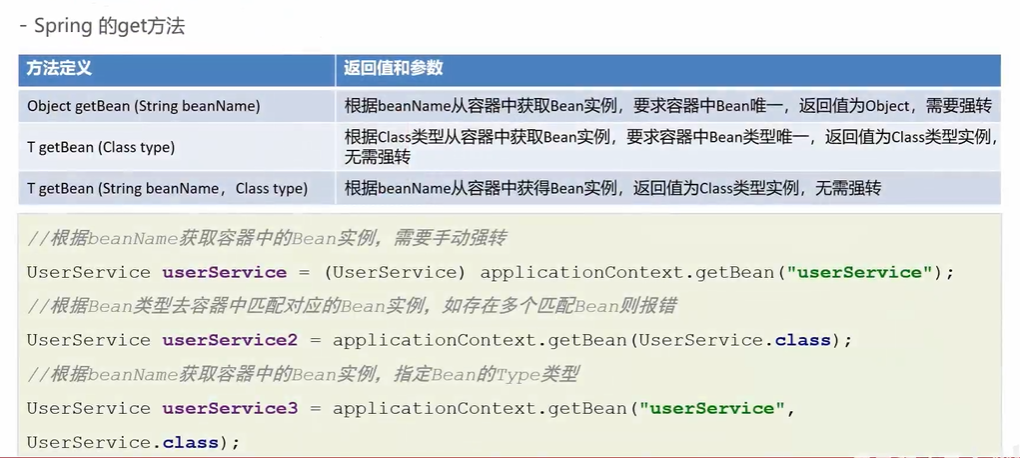 - Spring 的get方法
方法定义 返回值和参数
Object getBean (String beanName) 根据beanName从容器中获取Bean实例，要求容器中Bean唯一，返回值为Object，需要强转
T getBean (Class type) 根据Class类型从容器中获取Bean实例，要求容器中Bean类型唯一，返回值为Class类型实例，
无需强转
T getBean (String beanName，Class type) 根据beanName从容器中获得Bean实例，返回值为Class类型实例，无需强转
//根据beanName获取容器中的Bean实例，需要手动强转
UserService userService = (UserService) applicationContext.getBean("userService");
//根据Bean类型去容器中匹配对应的Bean实例，如存在多个匹配Bean则报错
UserService userService2 = applicationContext.getBean(UserService.class);
//根据beanName获取容器中的Bean实例，指定Bean的Type类型
UserService userService3 = applicationContext.getBean("userService",
UserService.class);